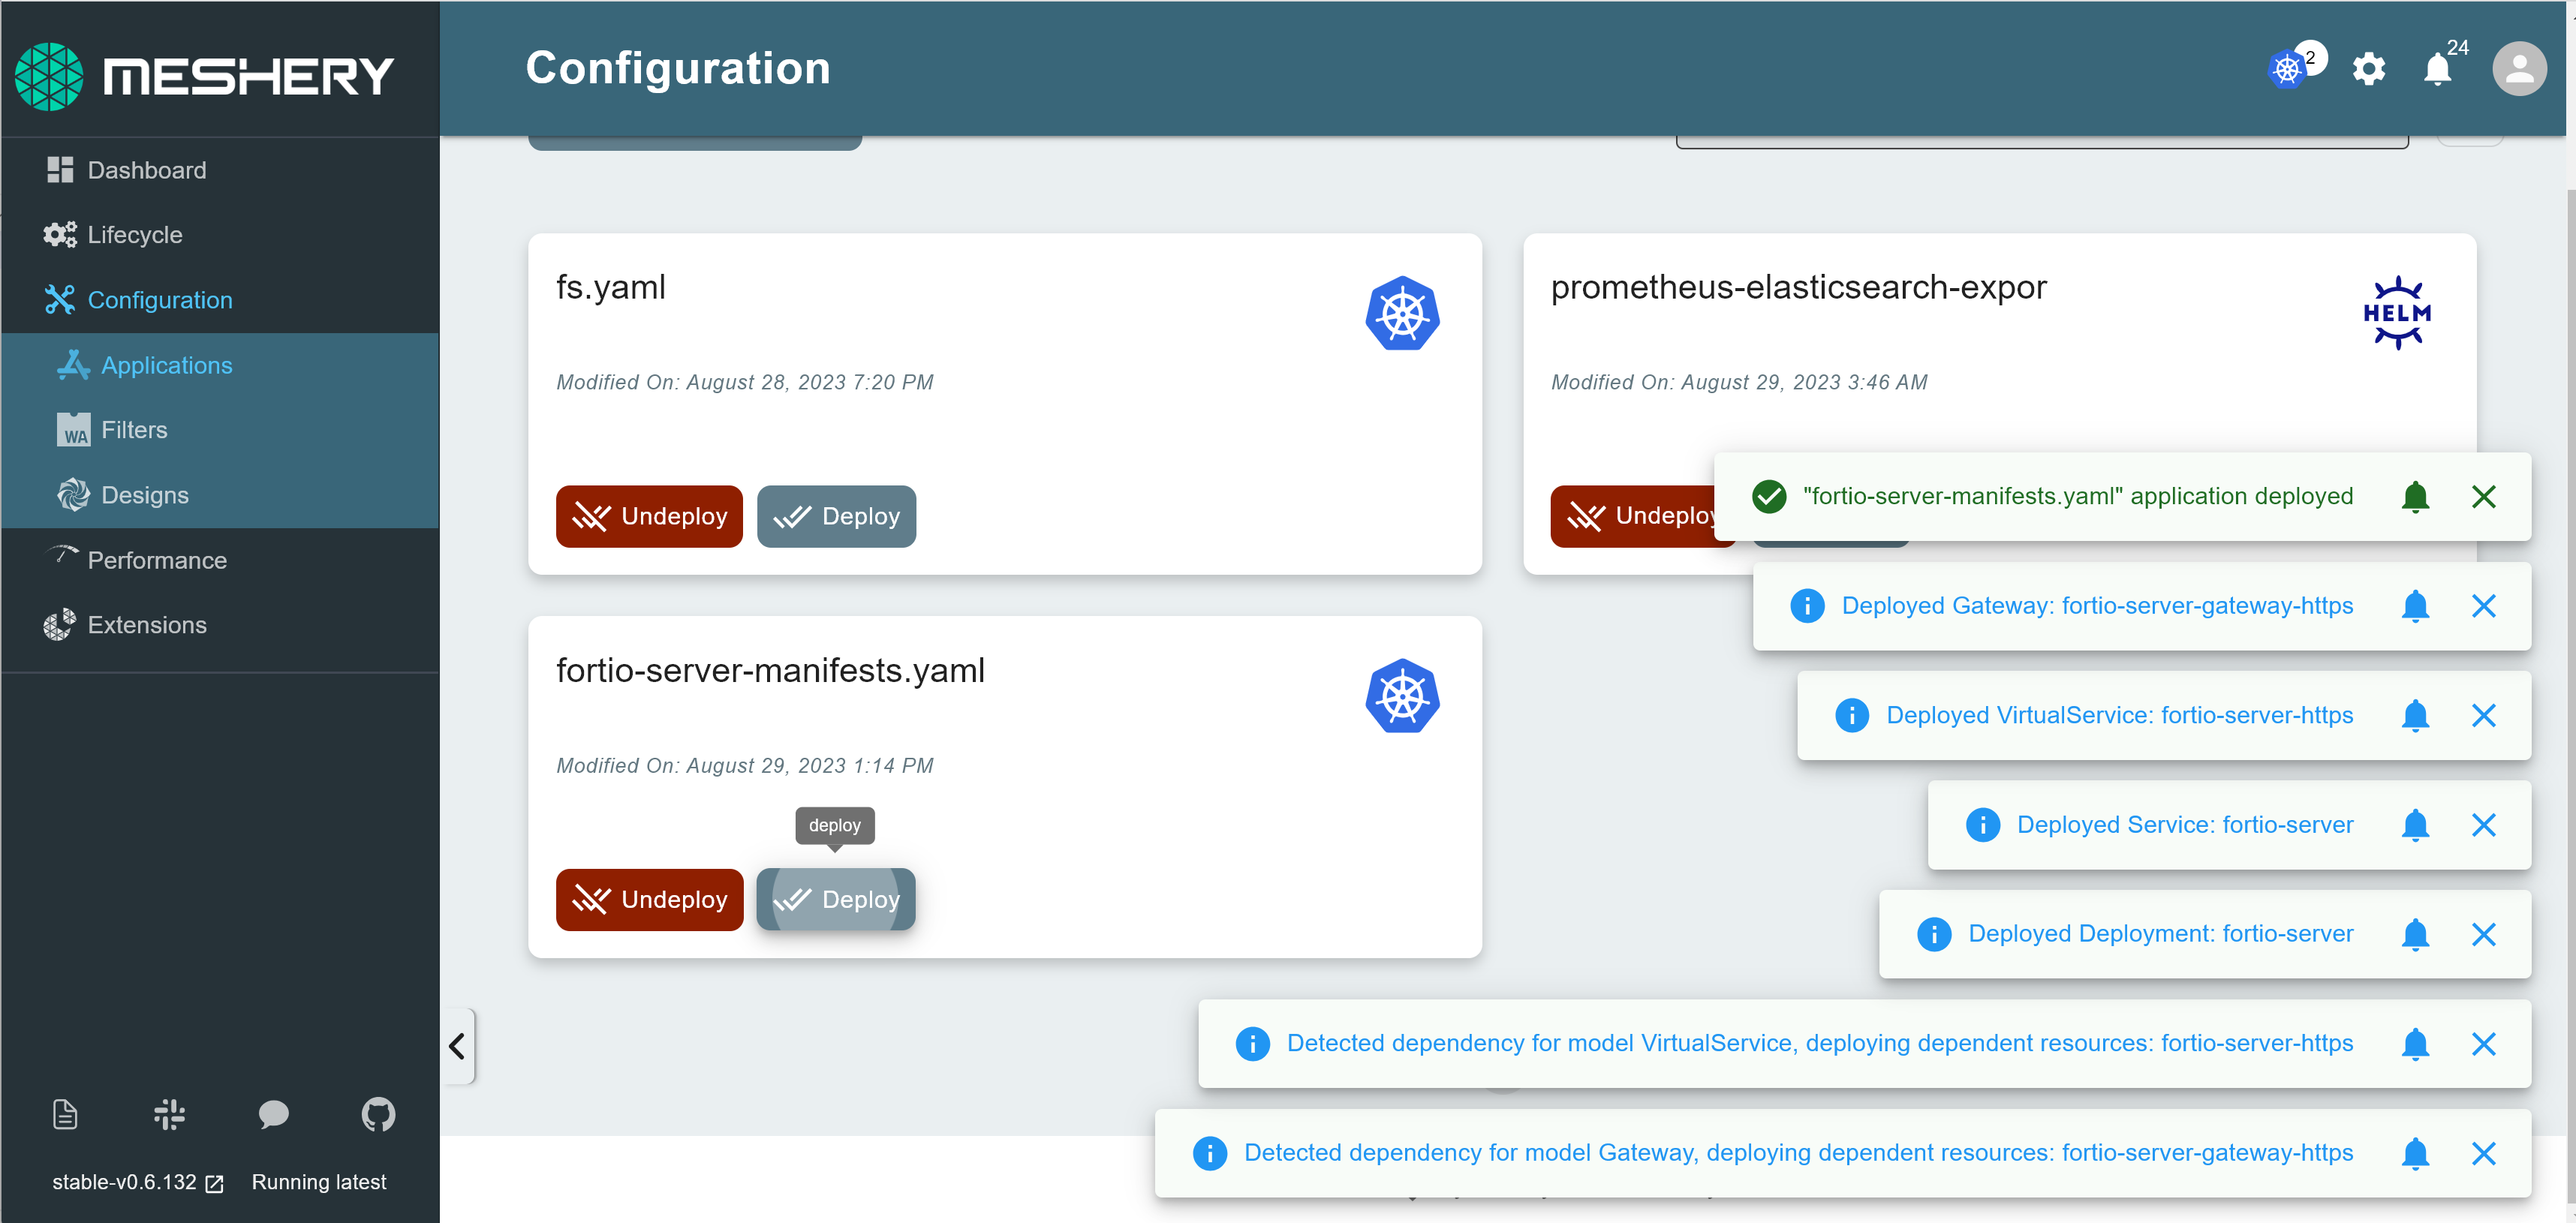 MESHERY
Configuration
2
24
Dashboard
Lifecycle
Configuration
Applications
WA
Filters
Designs
Performance
Extensions
fs.yaml
Modified On: August 28, 2023 7:20 PM
Undeploy
Deploy
prometheus-elasticsearch-expor
HELM
Modified On: August 29, 2023 3:46 AM
Undeploy
"fortio-server-manifests.yaml" application deployed
Deployed Gateway: fortio-server-gateway-https
Deployed VirtualService: fortio-server-https
Deployed Service: fortio-server
Deployed Deployment: fortio-server
Detected dependency for model VirtualService, deploying dependent resources: fortio-server-https
Detected dependency for model Gateway, deploying dependent resources: fortio-server-gateway-https
fortio-server-manifests.yaml
Modified On: August 29, 2023 1:14 PM
deploy
Undeploy
Deploy
stable-v0.6.132
Running latest